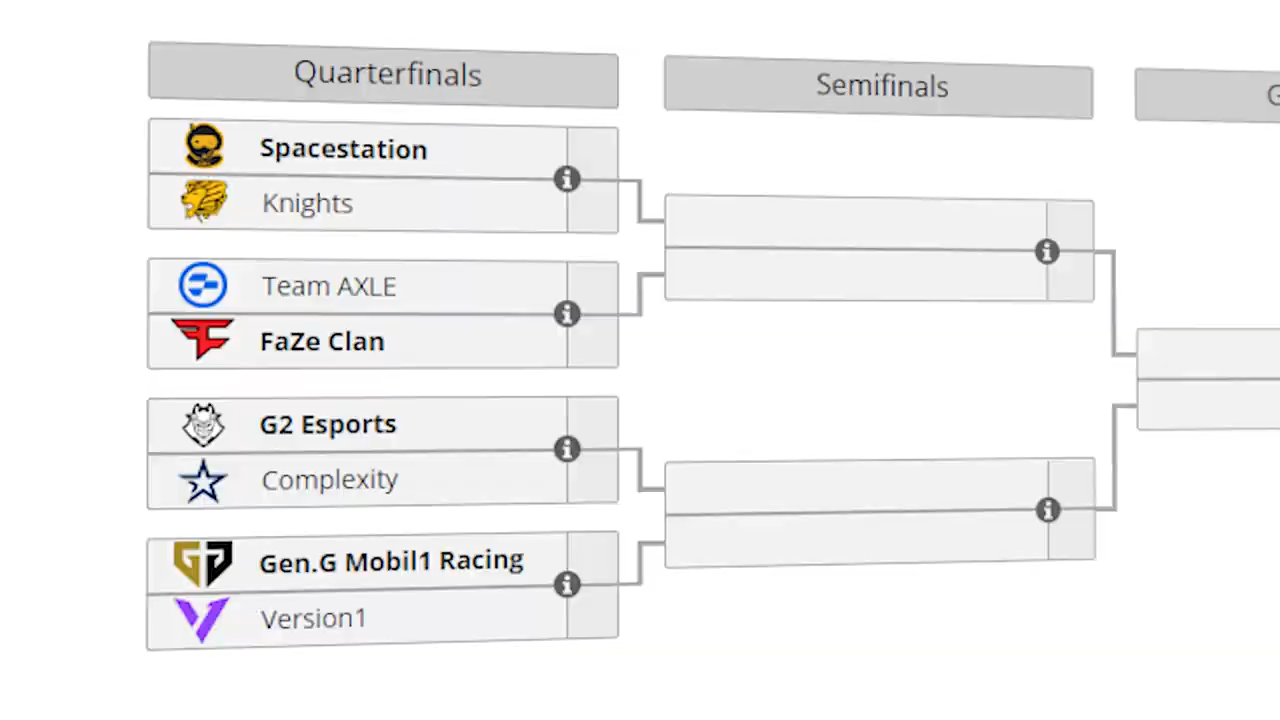 Quarterfinals
Semifinals
G
Spacestation
Knights
Team AXLE
FaZe Clan
G2 Esports
Complexity
Gen.G Mobil1 Racing
Version1